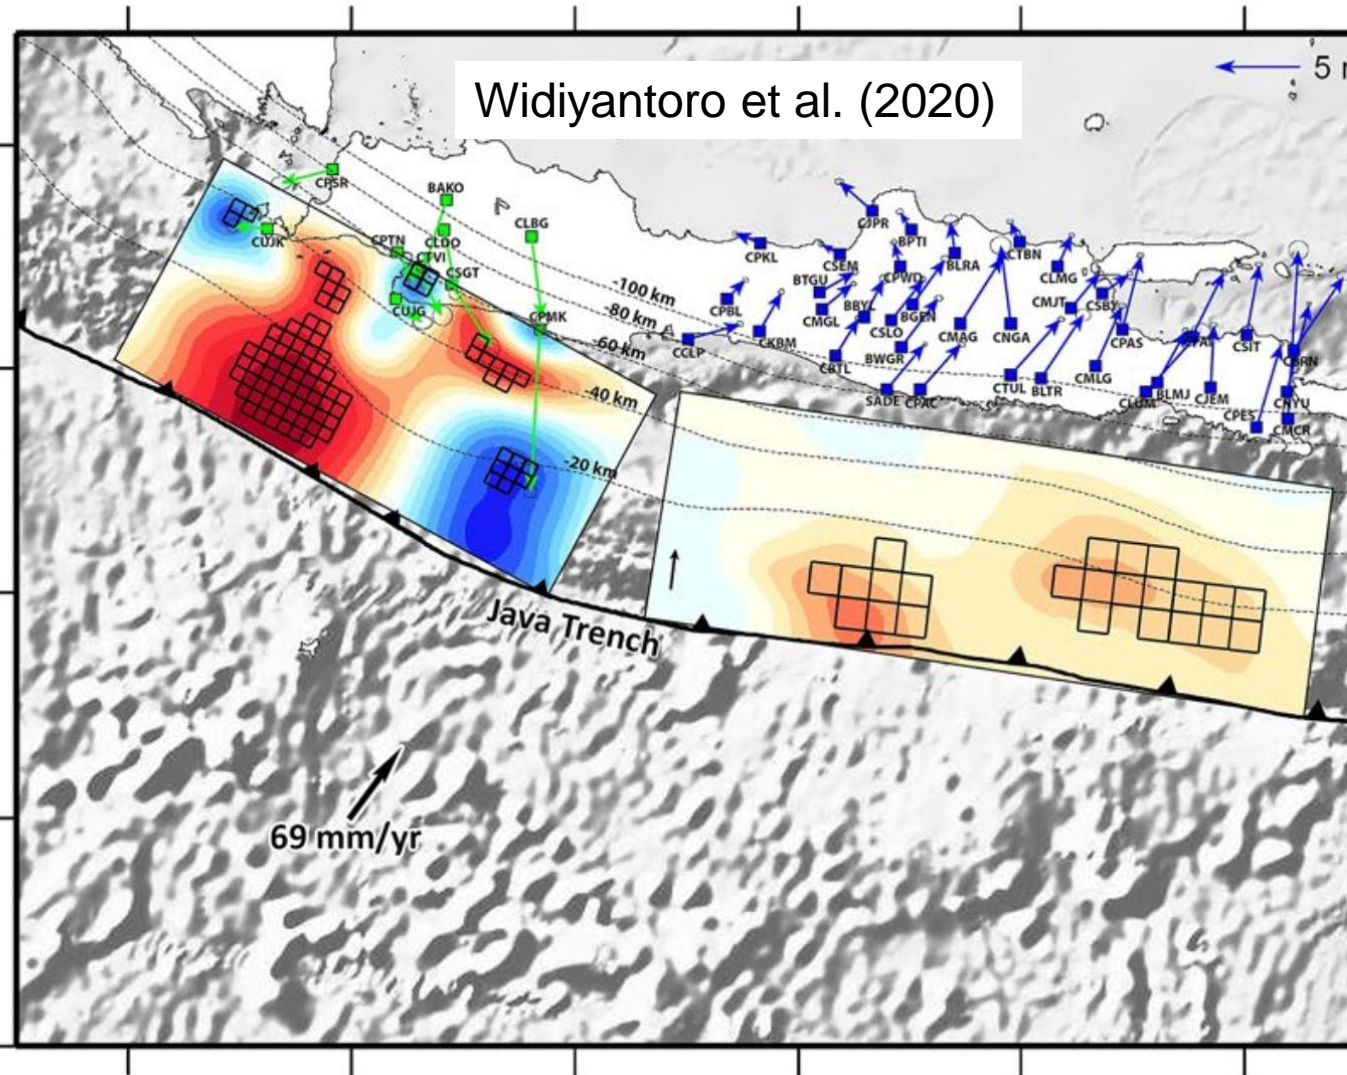 Widiyantoro et al. (2020)
5
CPSR
BAKO
CUJK
CPTN
CLDO
CTVI
CSGT
CLBG
CUJG
CPMK
-100 km
-80 km
-60 km
-40 km
-20 km
CJPR
CPKL
BPTI
CSEM
BTGU
CPWD
BLRA
CTBN
CLMG
CPBL
CMGL
BBYL
CSLO
BGEN
CMJT
CSBY
CCLP
CKBM
CBTL
BWGR
CMAG
CNGA
CPAS
CSIT
SADE
CPAC
CTUL
BLTR
CMLG
CLUM
BLMJ
CJEM
CPES
CNYU
CMCR
Java Trench
69 mm/yr